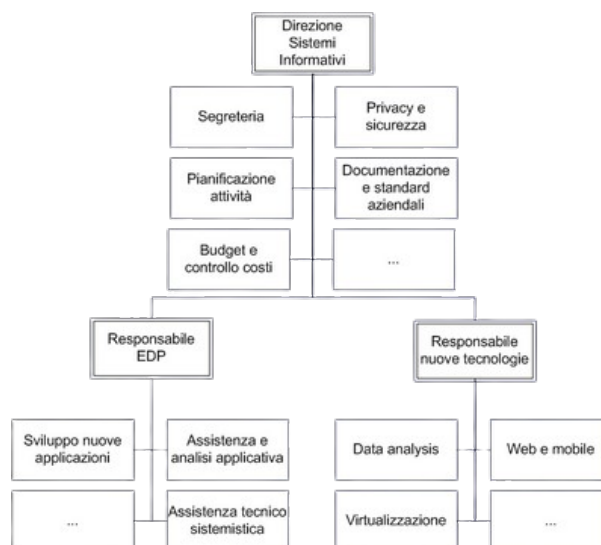 Direzione
Sistemi
Informativi
Segreteria
Privacy e
sicurezza
Pianificazione
attività
Documentazione
e standard
aziendali
Budget e
controllo costi
...
Responsabile
EDP
Responsabile
nuove tecnologie
Sviluppo nuove
applicazioni
Assistenza e
analisi applicativa
Data analysis
Web e mobile
...
Assistenza tecnico
sistemistica
Virtualizzazione
...